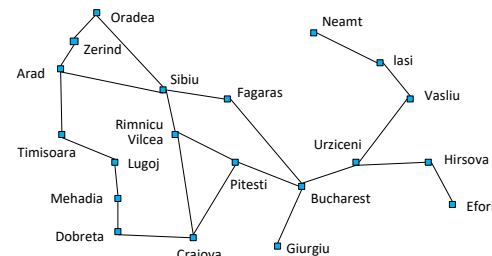 Oradea
Neamt
Zerind
Iasi
Arad
Sibiu
Fagaras
Vasliu
Rimnicu
Vilcea
Urziceni
Timisoara
Lugoj
Hirsova
Pitesti
Mehadia
Bucharest
Efori
Dobreta
Craiova
Giurgiu